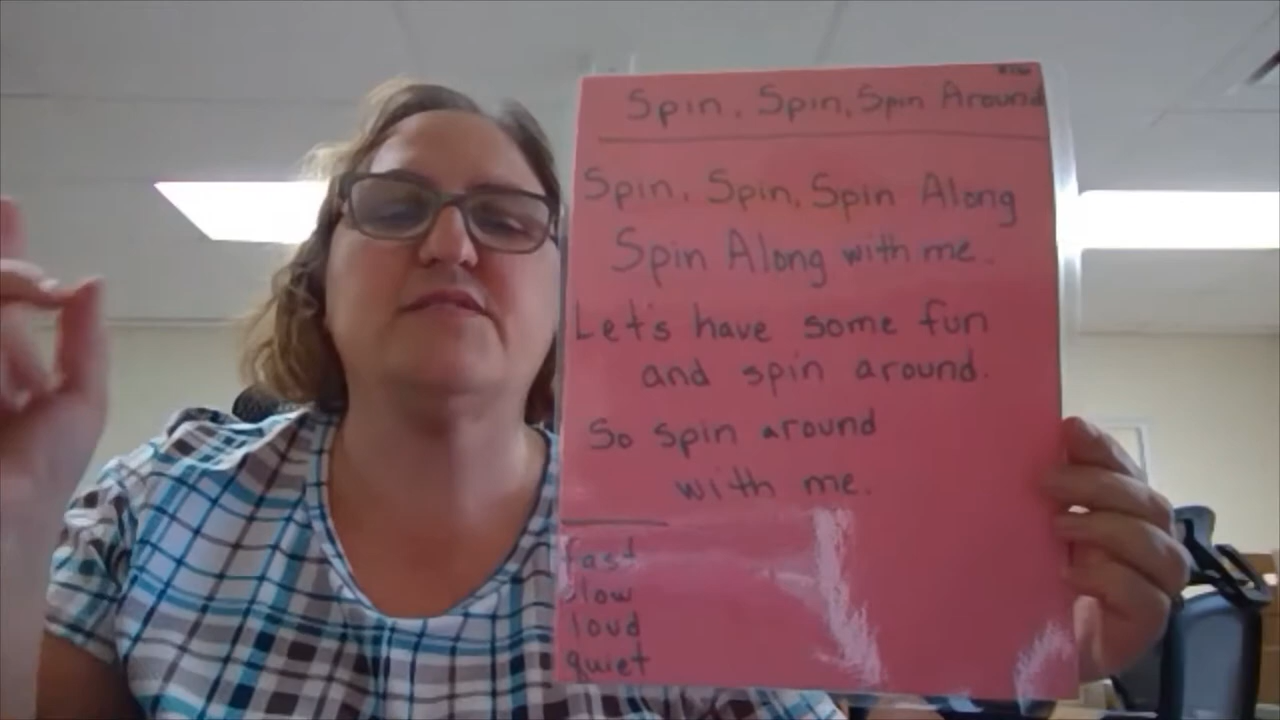 Spin, Spin, Spin Around
Spin, Spin, Spin Along
Spin Along with me.
Let's have some fun
and spin around.
So spin around
with me.
fast
slow
loud
quiet